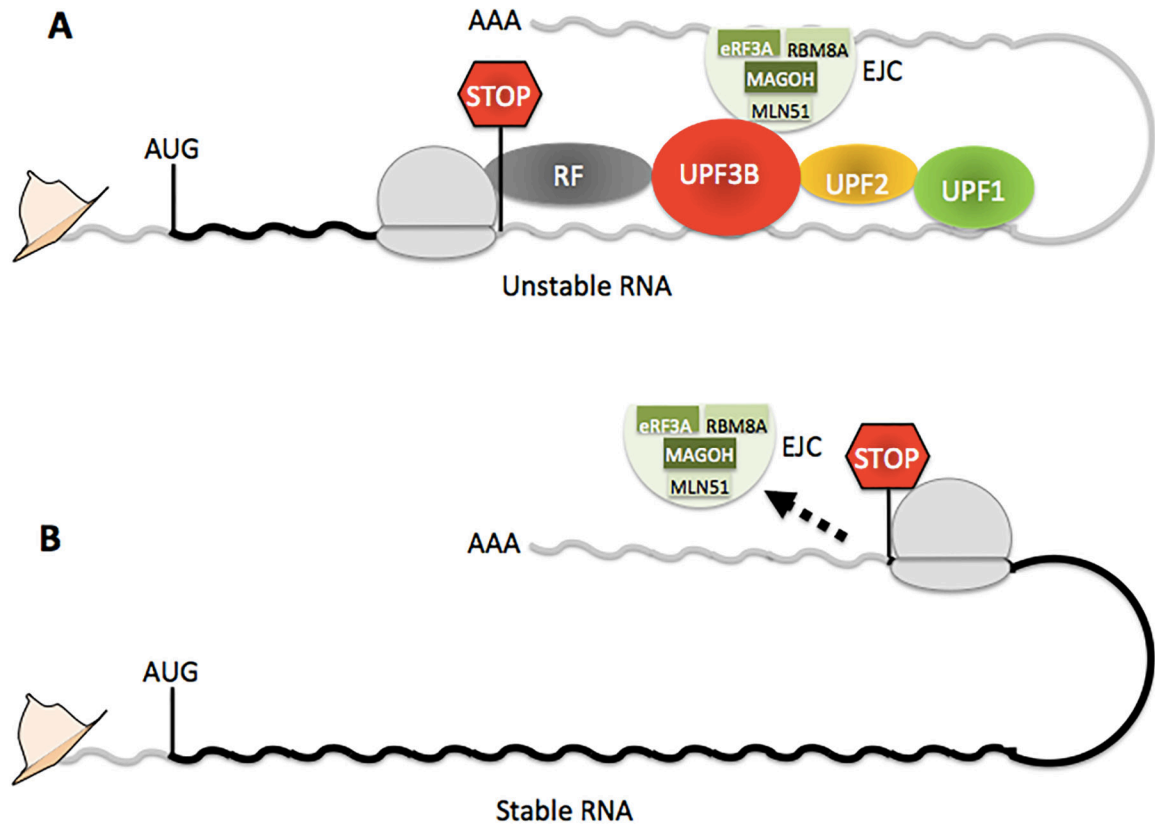 A
AAA
eRF3A RBM8A
MAGOH
MLN51
EJC
STOP
AUG
RF
UPF3B
UPF2
UPF1
Unstable RNA
eRF3A RBM8A
MAGOH
MLN51
EJC
STOP
B
AAA
AUG
Stable RNA